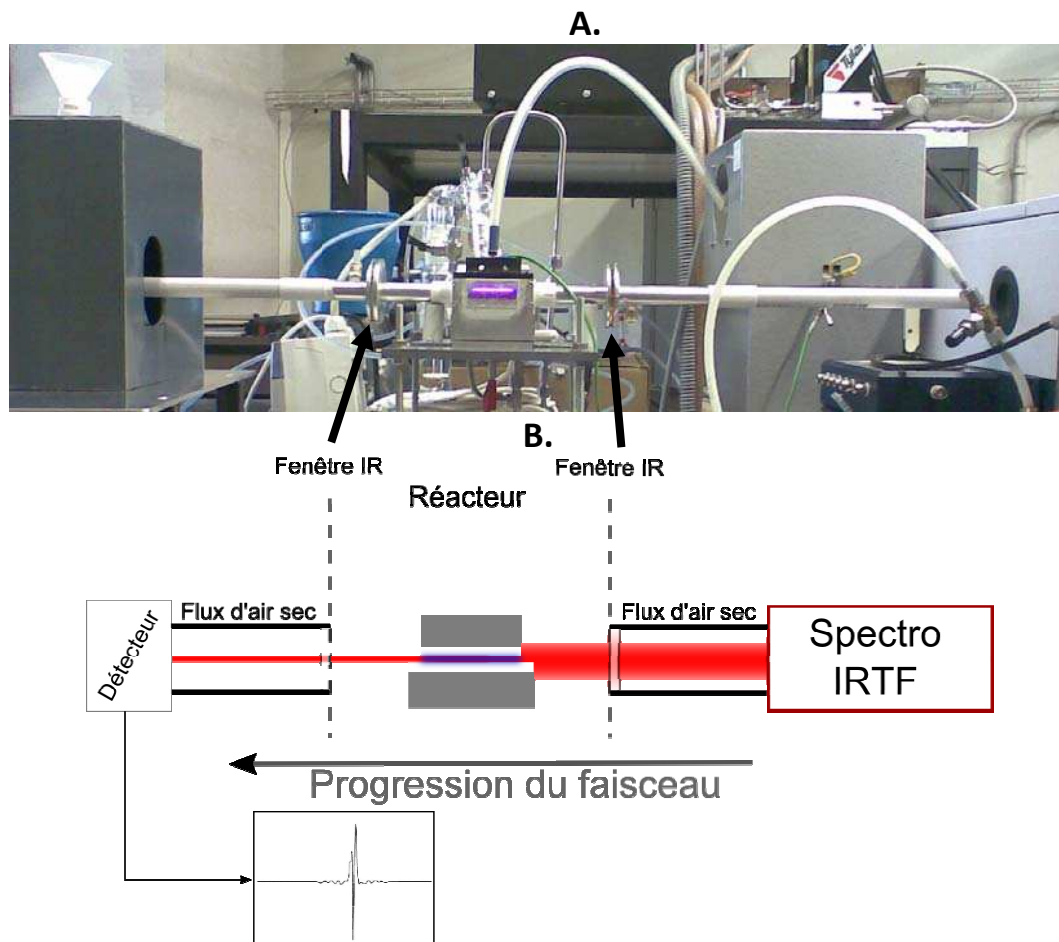 A.
B.
Fenêtre IR
Fenêtre IR
Réacteur
Flux d'air sec
Flux d'air sec
Détecteur
Spectro
IRTF
Progression du faisceau